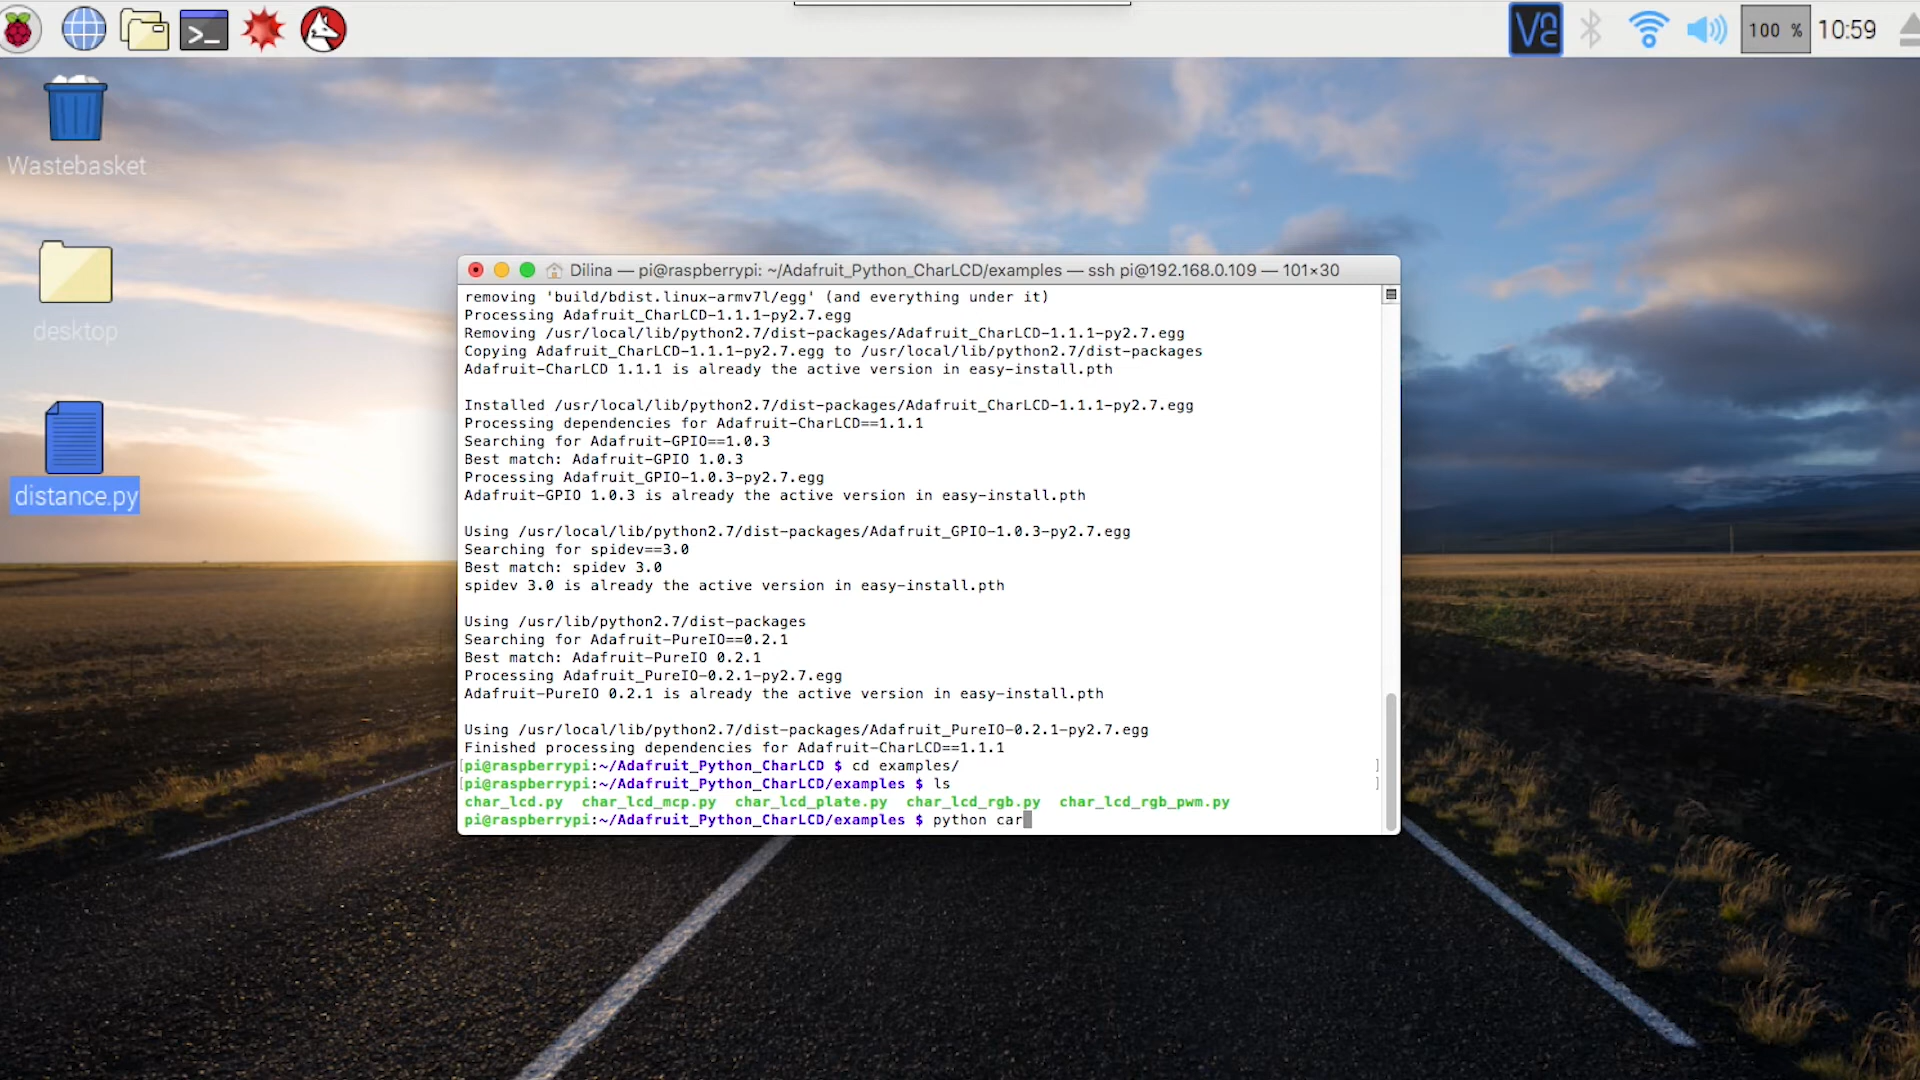 VNC
100 %
10:59
Wastebasket
desktop
distance.py
Dilina — pi@raspberrypi: ~/Adafruit_Python_CharLCD/examples — ssh pi@192.168.0.109 — 101×30
removing 'build/bdist.linux-armv7l/egg' (and everything under it)
Processing Adafruit_CharLCD-1.1.1-py2.7.egg
Removing /usr/local/lib/python2.7/dist-packages/Adafruit_CharLCD-1.1.1-py2.7.egg
Copying Adafruit_CharLCD-1.1.1-py2.7.egg to /usr/local/lib/python2.7/dist-packages
Adafruit-CharLCD 1.1.1 is already the active version in easy-install.pth
Installed /usr/local/lib/python2.7/dist-packages/Adafruit_CharLCD-1.1.1-py2.7.egg
Processing dependencies for Adafruit-CharLCD==1.1.1
Searching for Adafruit-GPIO==1.0.3
Best match: Adafruit-GPIO 1.0.3
Processing Adafruit_GPIO-1.0.3-py2.7.egg
Adafruit-GPIO 1.0.3 is already the active version in easy-install.pth
Using /usr/local/lib/python2.7/dist-packages/Adafruit_GPIO-1.0.3-py2.7.egg
Searching for spidev==3.0
Best match: spidev 3.0
spidev 3.0 is already the active version in easy-install.pth
Using /usr/lib/python2.7/dist-packages
Searching for Adafruit-PureIO==0.2.1
Best match: Adafruit-PureIO 0.2.1
Processing Adafruit_PureIO-0.2.1-py2.7.egg
Adafruit-PureIO 0.2.1 is already the active version in easy-install.pth
Using /usr/local/lib/python2.7/dist-packages/Adafruit_PureIO-0.2.1-py2.7.egg
Finished processing dependencies for Adafruit-CharLCD==1.1.1
[pi@raspberrypi:~/Adafruit_Python_CharLCD $ cd examples/ ]
[pi@raspberrypi:~/Adafruit_Python_CharLCD/examples $ ls ]
char_lcd.py char_lcd_mcp.py char_lcd_plate.py char_lcd_rgb.py char_lcd_rgb_pwm.py
pi@raspberrypi:~/Adafruit_Python_CharLCD/examples $ python car